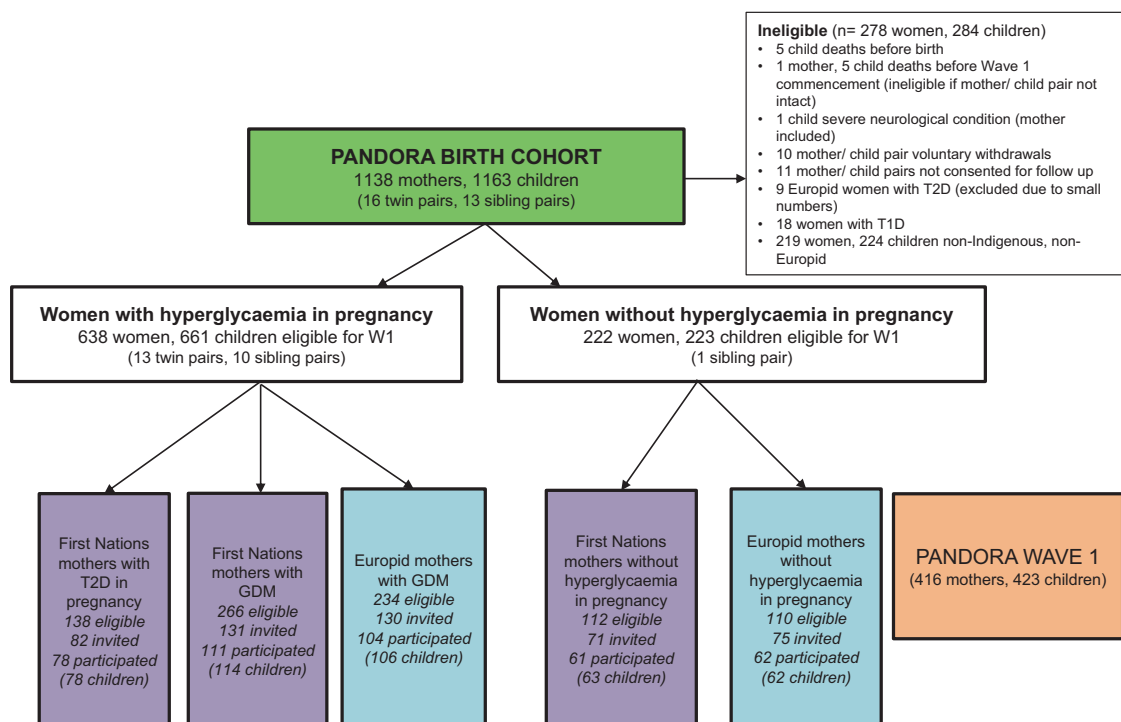 Ineligible (n= 278 women, 284 children)
• 5 child deaths before birth
• 1 mother, 5 child deaths before Wave 1
commencement (ineligible if mother/ child pair not
intact)
• 1 child severe neurological condition (mother
included)
• 10 mother/ child pair voluntary withdrawals
• 11 mother/ child pairs not consented for follow up
• 9 Europid women with T2D (excluded due to small
numbers)
• 18 women with T1D
• 219 women, 224 children non-Indigenous, non-
Europid
PANDORA BIRTH COHORT
1138 mothers, 1163 children
(16 twin pairs, 13 sibling pairs)
Women with hyperglycaemia in pregnancy
638 women, 661 children eligible for W1
(13 twin pairs, 10 sibling pairs)
Women without hyperglycaemia in pregnancy
222 women, 223 children eligible for W1
(1 sibling pair)
First Nations
mothers with
T2D in
pregnancy
138 eligible
82 invited
78 participated
(78 children)
First Nations
mothers with
GDM
266 eligible
131 invited
111 participated
(114 children)
Europid mothers
with GDM
234 eligible
130 invited
104 participated
(106 children)
First Nations
mothers without
hyperglycaemia
in pregnancy
112 eligible
71 invited
61 participated
(63 children)
Europid mothers
without
hyperglycaemia
in pregnancy
110 eligible
75 invited
62 participated
(62 children)
PANDORA WAVE 1
(416 mothers, 423 children)